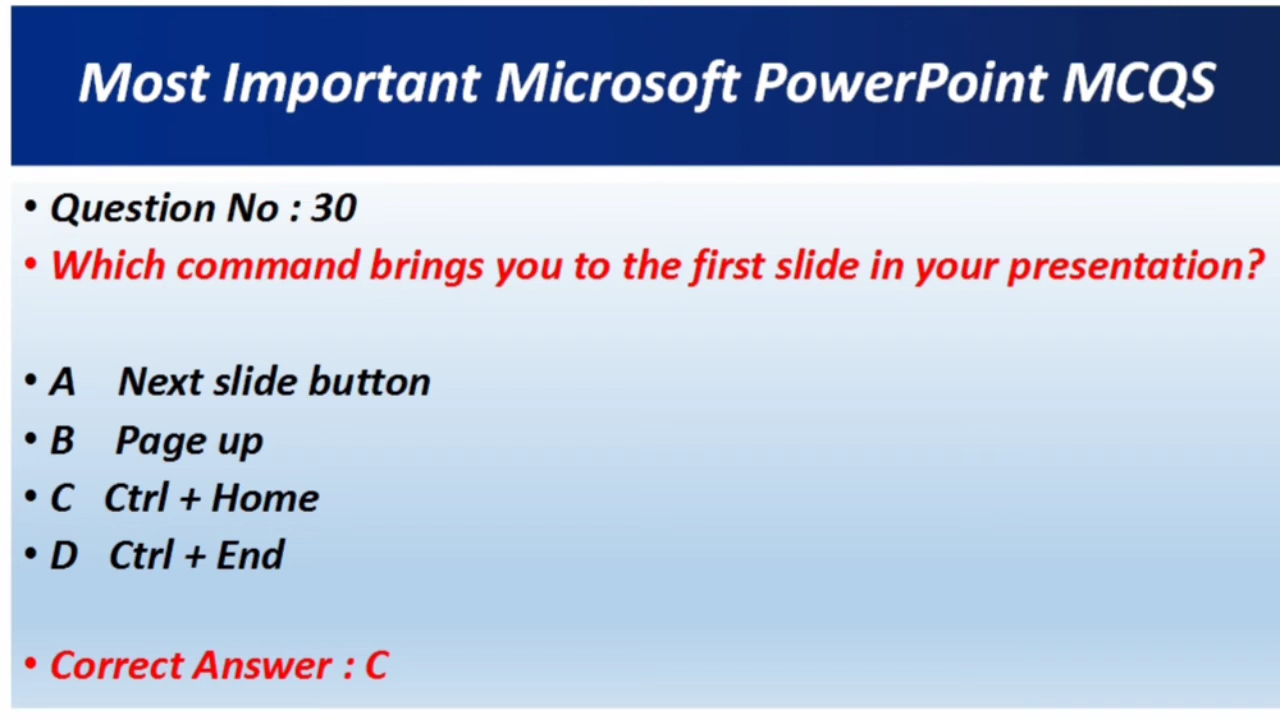 Most Important Microsoft PowerPoint MCQS
• Question No : 30
• Which command brings you to the first slide in your presentation?
• A Next slide button
• B Page up
• C Ctrl + Home
• D Ctrl + End
• Correct Answer : C